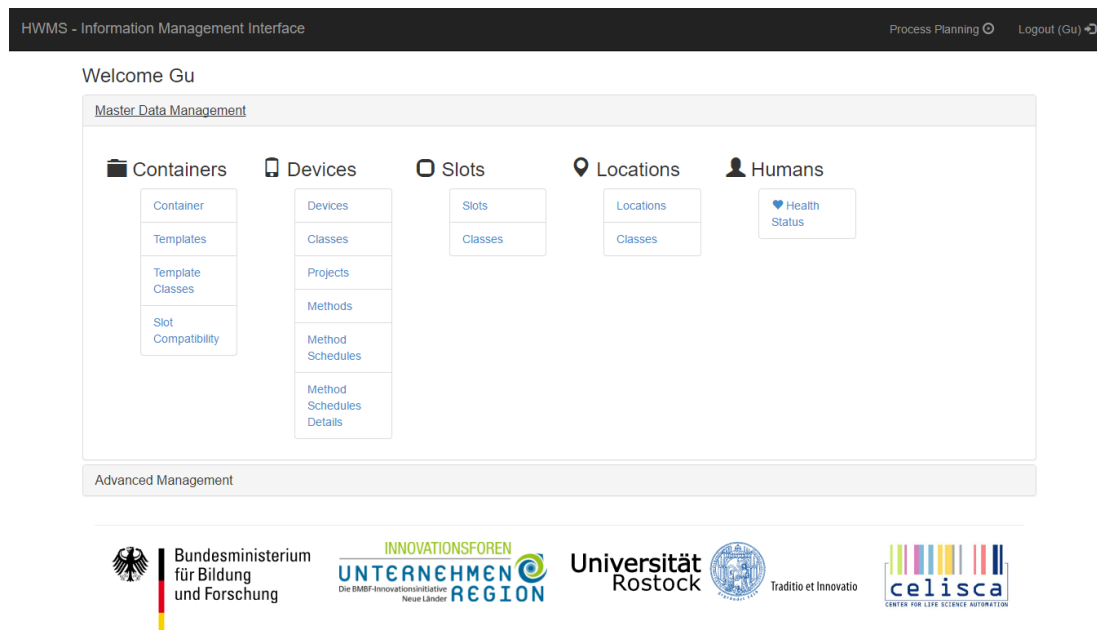 HWMS - Information Management Interface
Process Planning
Logout (Gu)
Welcome Gu
Master Data Management
Containers
Container
Templates
Template
Classes
Slot
Compatibility
Devices
Devices
Classes
Projects
Methods
Method
Schedules
Method
Schedules
Details
Slots
Slots
Classes
Locations
Locations
Classes
Humans
Health
Status
Advanced Management
Bundesministerium
für Bildung
und Forschung
INNOVATIONSFOREN
UNTERNEHMEN
Die BMBF-Innovationsinitiative
Neue Länder
REGION
Universität
Rostock
Traditio et Innovatio
celisca
CENTER FOR LIFE SCIENCE AUTOMATION